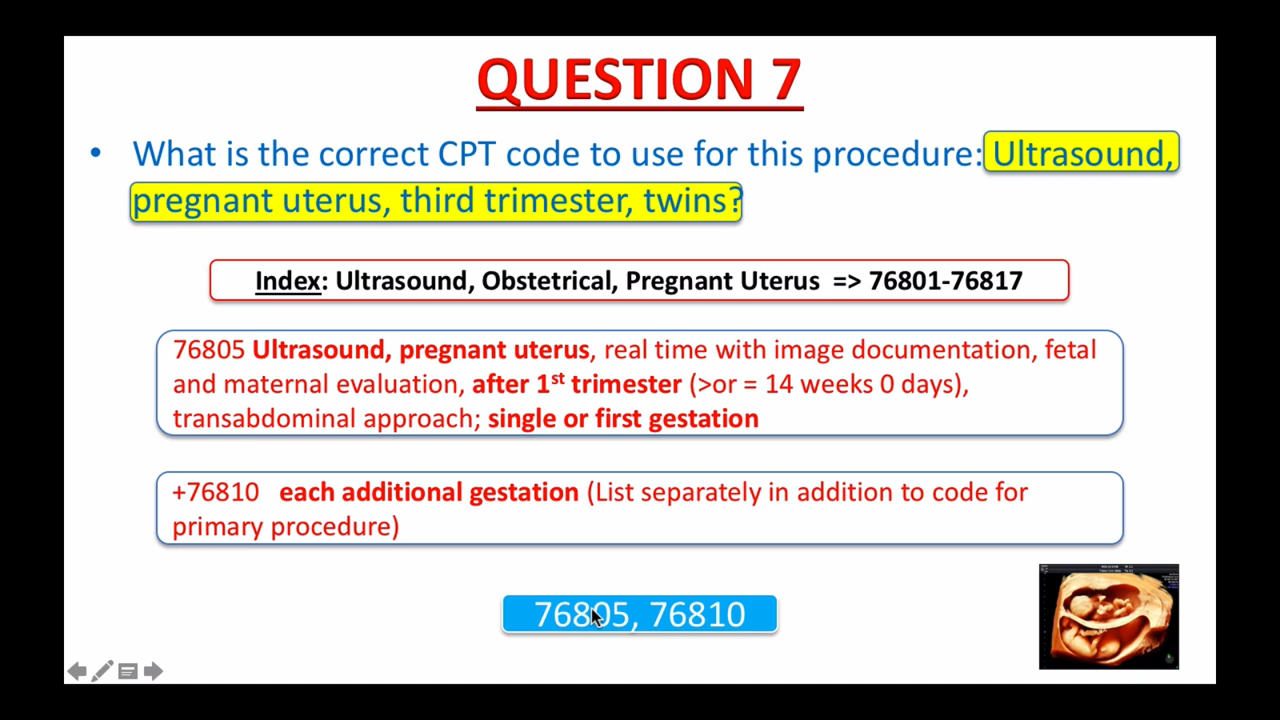 QUESTION 7
• What is the correct CPT code to use for this procedure: Ultrasound,
pregnant uterus, third trimester, twins?
Index: Ultrasound, Obstetrical, Pregnant Uterus => 76801-76817
76805 Ultrasound, pregnant uterus, real time with image documentation, fetal
and maternal evaluation, after 1st trimester (>or = 14 weeks 0 days),
transabdominal approach; single or first gestation
+76810 each additional gestation (List separately in addition to code for
primary procedure)
76805, 76810